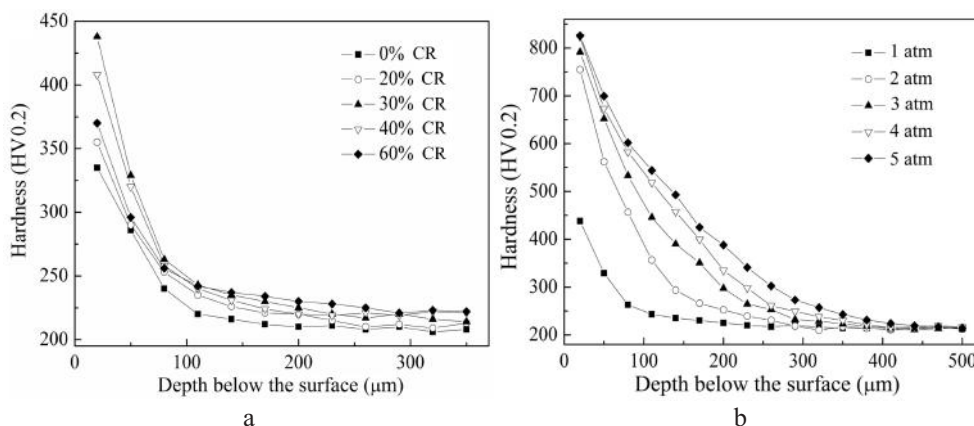 450
400
350
300
250
200
0
100
200
300
Hardness (HV0.2)
Depth below the surface (μm)
0% CR
20% CR
30% CR
40% CR
60% CR
a
800
700
600
500
400
300
200
0
100
200
300
400
500
Hardness (HV0.2)
Depth below the surface (μm)
1 atm
2 atm
3 atm
4 atm
5 atm
b